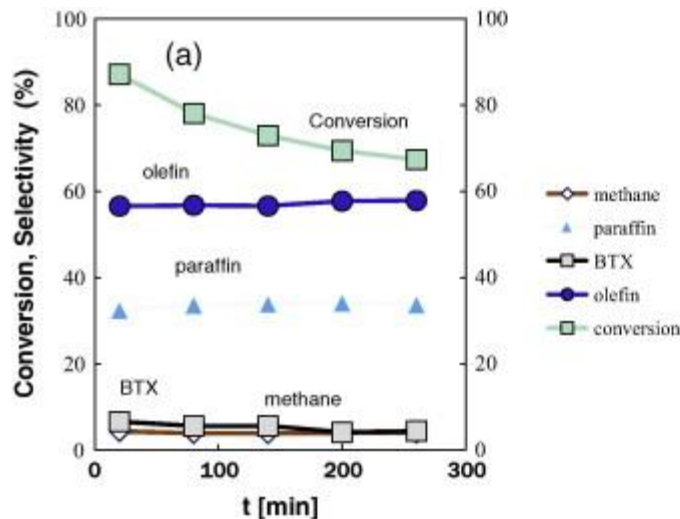 100
80
60
40
20
0
Conversion, Selectivity (%)
(a)
Conversion
olefin
paraffin
BTX
methane
100
80
60
40
20
0
0 100 200 300
t [min]
methane
paraffin
BTX
olefin
conversion